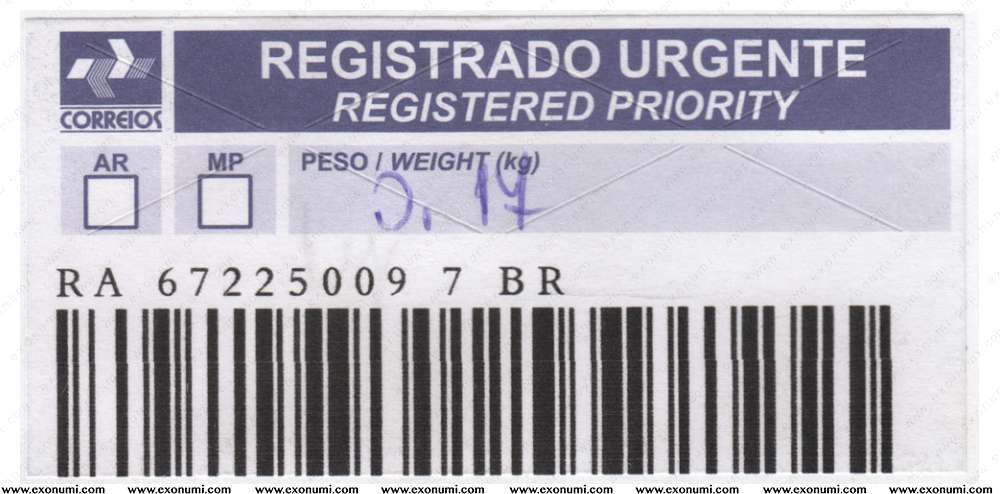 REGISTRADO URGENTE
REGISTERED PRIORITY
CORREIOS
AR
MP
PESO / WEIGHT (kg)
0.17
RA 67225009 7 BR
www.exonumi.com www.exonumi.com www.exonumi.com www.exonumi.com www.exonumi.com www.exonumi.com www.exonumi.com www.exonumi.com